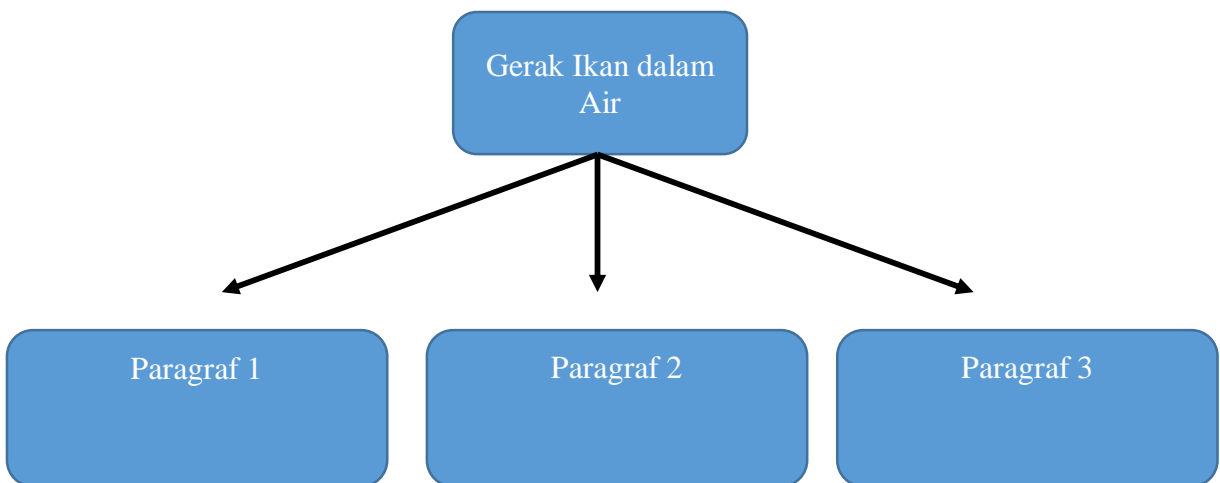 Gerak Ikan dalam
Air
Paragraf 1
Paragraf 2
Paragraf 3